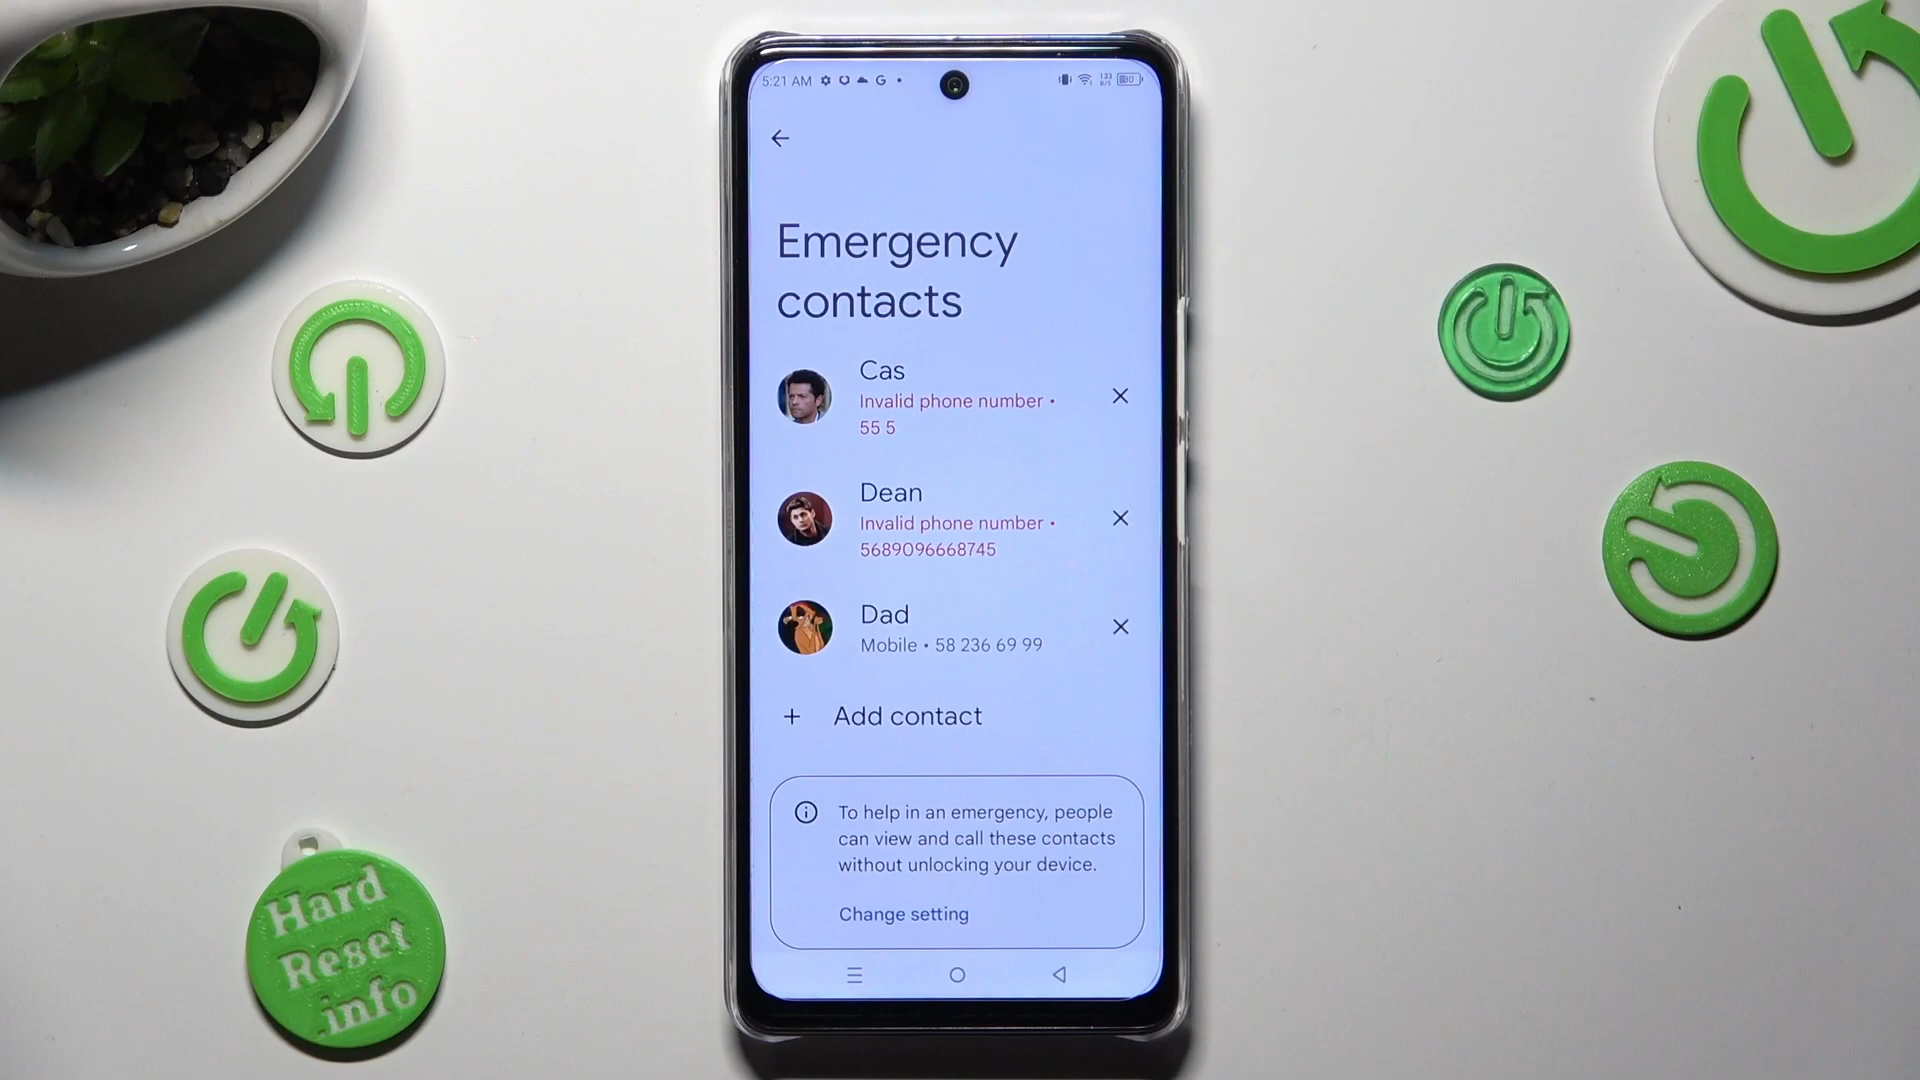 5:21 AM G
133
B/S
80
Emergency
contacts
Cas
Invalid phone number •
55 5
Dean
Invalid phone number •
5689096668745
Dad
Mobile • 58 236 69 99
+ Add contact
To help in an emergency, people
can view and call these contacts
without unlocking your device.
Change setting
Hard
Reset
.info